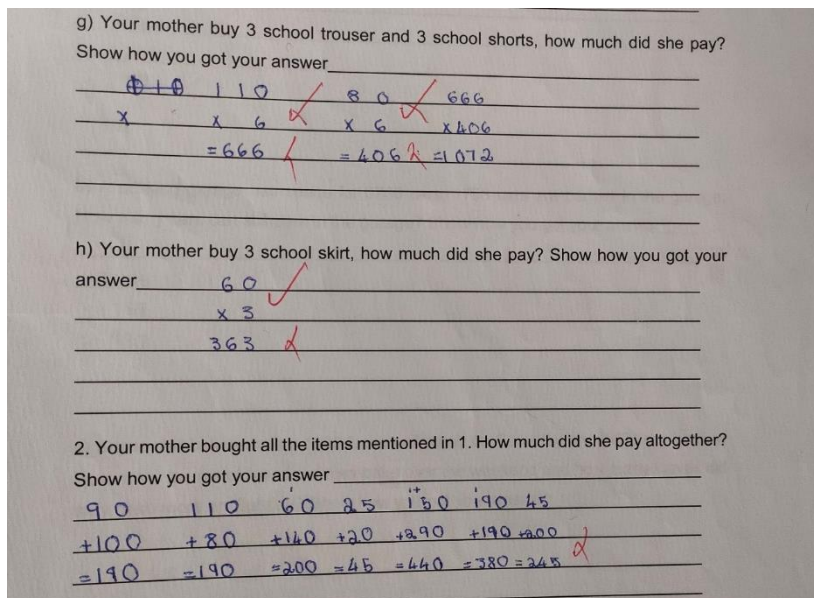 g) Your mother buy 3 school trouser and 3 school shorts, how much did she pay?
Show how you got your answer
110 80 666
x x 6 x 6 x406
=666 =406 =1072
h) Your mother buy 3 school skirt, how much did she pay? Show how you got your
answer 60
x 3
363
2. Your mother bought all the items mentioned in 1. How much did she pay altogether?
Show how you got your answer
90 110 60 25 150 190 45
+100 +80 +140 +20 +290 +190 +200
=190 =190 =200 =45 =440 =380 =245